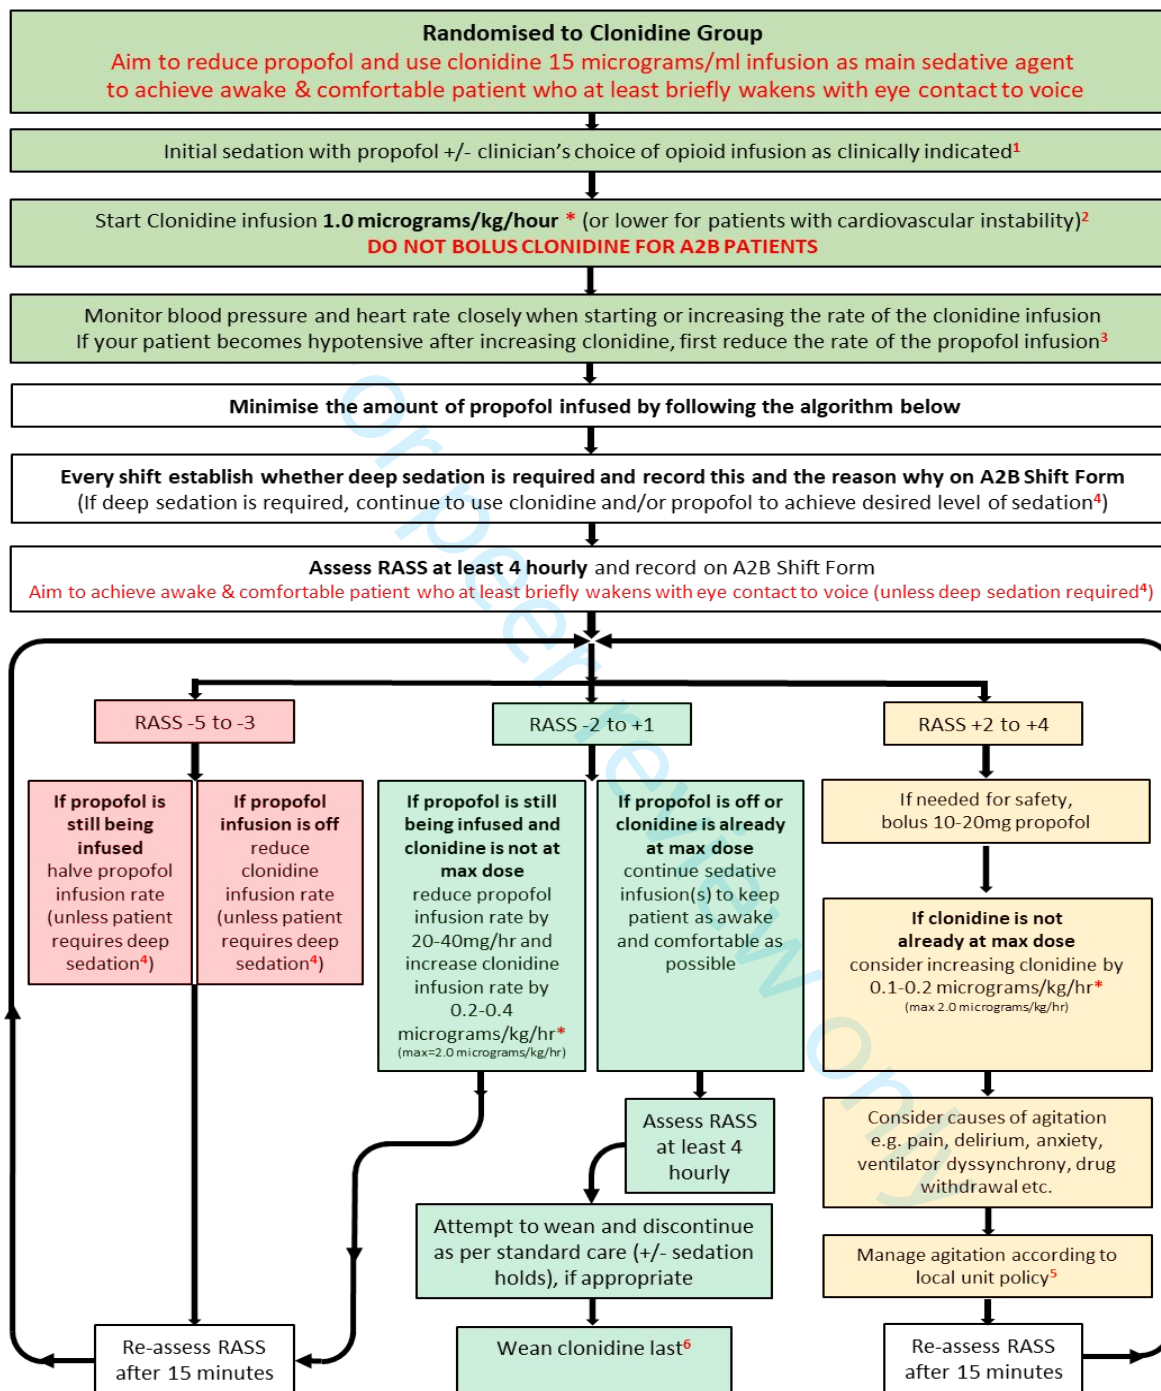 Randomised to Clonidine Group
Aim to reduce propofol and use clonidine 15 micrograms/ml infusion as main sedative agent
to achieve awake & comfortable patient who at least briefly wakens with eye contact to voice
Initial sedation with propofol +/- clinician's choice of opioid infusion as clinically indicated¹
Start Clonidine infusion 1.0 micrograms/kg/hour * (or lower for patients with cardiovascular instability)²
DO NOT BOLUS CLONIDINE FOR A2B PATIENTS
Monitor blood pressure and heart rate closely when starting or increasing the rate of the clonidine infusion
If your patient becomes hypotensive after increasing clonidine, first reduce the rate of the propofol infusion³
Minimise the amount of propofol infused by following the algorithm below
Every shift establish whether deep sedation is required and record this and the reason why on A2B Shift Form
(If deep sedation is required, continue to use clonidine and/or propofol to achieve desired level of sedation⁴)
Assess RASS at least 4 hourly and record on A2B Shift Form
Aim to achieve awake & comfortable patient who at least briefly wakens with eye contact to voice (unless deep sedation required⁴)
RASS -5 to -3
If propofol is
still being
infused
halve propofol
infusion rate
(unless patient
requires deep
sedation⁴)
If propofol
infusion is off
reduce
clonidine
infusion rate
(unless patient
requires deep
sedation⁴)
Re-assess RASS
after 15 minutes
RASS -2 to +1
If propofol is still
being infused and
clonidine is not at
max dose
reduce propofol
infusion rate by
20-40mg/hr and
increase clonidine
infusion rate by
0.2-0.4
micrograms/kg/hr*
(max=2.0 micrograms/kg/hr)
If propofol is off or
clonidine is already
at max dose
continue sedative
infusion(s) to keep
patient as awake
and comfortable as
possible
Assess RASS
at least 4
hourly
Attempt to wean and discontinue
as per standard care (+/- sedation
holds), if appropriate
Wean clonidine last⁶
RASS +2 to +4
If needed for safety,
bolus 10-20mg propofol
If clonidine is not
already at max dose
consider increasing clonidine by
0.1-0.2 micrograms/kg/hr*
(max 2.0 micrograms/kg/hr)
Consider causes of agitation
e.g. pain, delirium, anxiety,
ventilator dyssynchrony, drug
withdrawal etc.
Manage agitation according to
local unit policy⁵
Re-assess RASS
after 15 minutes
or peer review only